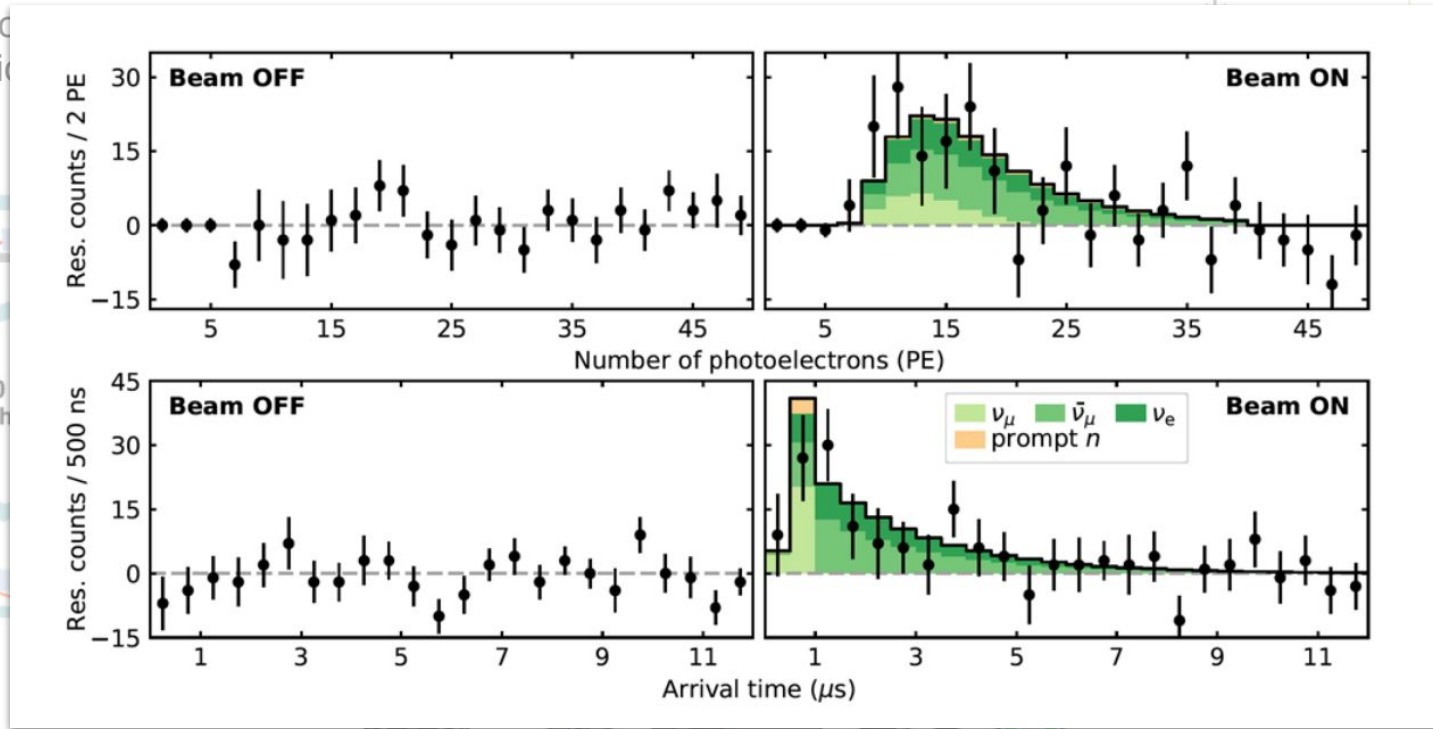 Beam OFF
Beam ON
Res. counts / 2 PE
30
15
0
−15
5 15 25 35 45
5 15 25 35 45
Number of photoelectrons (PE)
Beam OFF
Beam ON
Res. counts / 500 ns
45
30
15
0
−15
νμ ν̄μ νe
prompt n
1 3 5 7 9 11
1 3 5 7 9 11
Arrival time (μs)